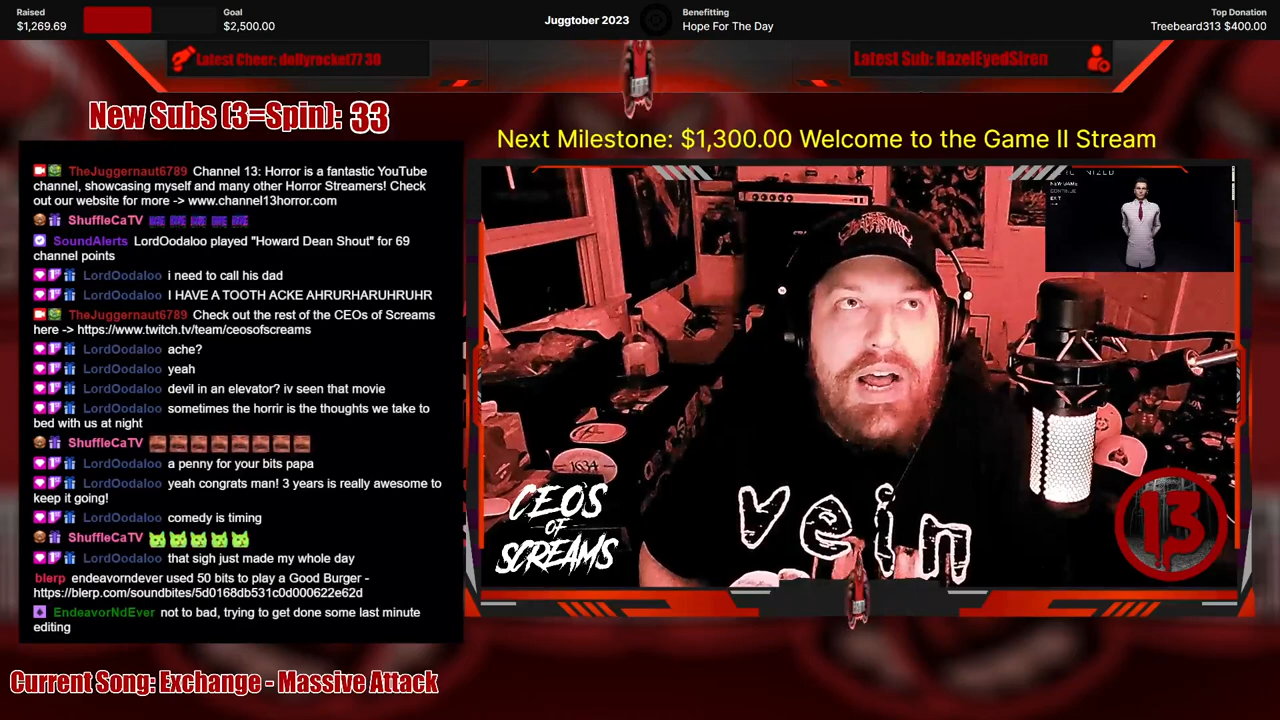 Raised
$1,269.69
Goal
$2,500.00
Juggtober 2023
Benefitting
Hope For The Day
Top Donation
Treebeard313 $400.00
Latest Cheer: dollyrocket77 30
Latest Sub: HazelEyedSiren
New Subs (3=Spin): 33
Next Milestone: $1,300.00 Welcome to the Game II Stream
TheJuggernaut6789 Channel 13: Horror is a fantastic YouTube
channel, showcasing myself and many other Horror Streamers! Check
out our website for more -> www.channel13horror.com
ShuffleCaTV
SoundAlerts LordOodaloo played "Howard Dean Shout" for 69
channel points
LordOodaloo i need to call his dad
LordOodaloo I HAVE A TOOTH ACKE AHRURHARUHRUHR
TheJuggernaut6789 Check out the rest of the CEOs of Screams
here -> https://www.twitch.tv/team/ceosofscreams
LordOodaloo ache?
LordOodaloo yeah
LordOodaloo devil in an elevator? iv seen that movie
LordOodaloo sometimes the horrir is the thoughts we take to
bed with us at night
ShuffleCaTV
LordOodaloo a penny for your bits papa
LordOodaloo yeah congrats man! 3 years is really awesome to
keep it going!
LordOodaloo comedy is timing
ShuffleCaTV
LordOodaloo that sigh just made my whole day
blerp endeavorndever used 50 bits to play a Good Burger -
https://blerp.com/soundbites/5d0168db531c0d000622e62d
EndeavorNdEver not to bad, trying to get done some last minute
editing
NEW GAME
CONTINUE
EXIT
1634
CEOS
OF
SCREAMS
vein
13
Current Song: Exchange - Massive Attack